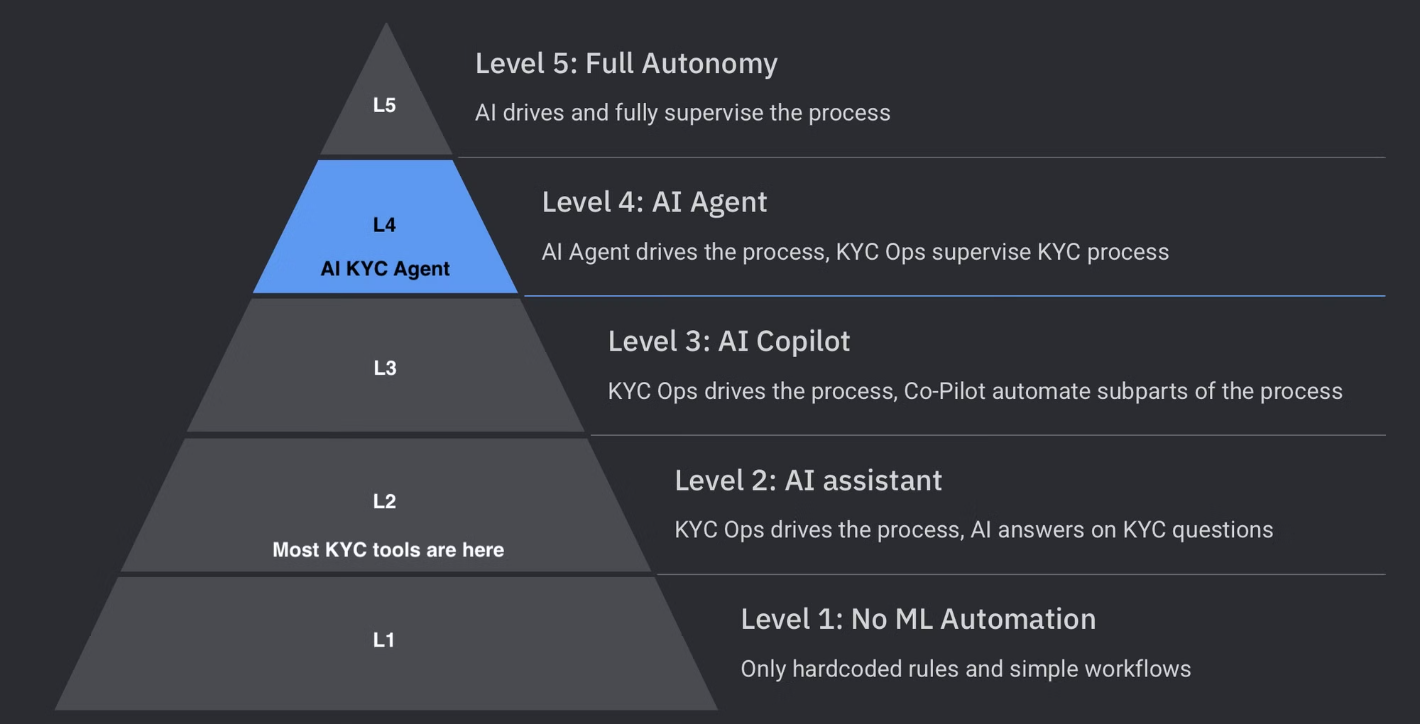 Level 5: Full Autonomy
L5
AI drives and fully supervise the process
Level 4: AI Agent
L4
AI Agent drives the process, KYC Ops supervise KYC process
AI KYC Agent
Level 3: AI Copilot
L3
KYC Ops drives the process, Co-Pilot automate subparts of the process
Level 2: AI assistant
L2
KYC Ops drives the process, AI answers on KYC questions
Most KYC tools are here
Level 1: No ML Automation
L1
Only hardcoded rules and simple workflows